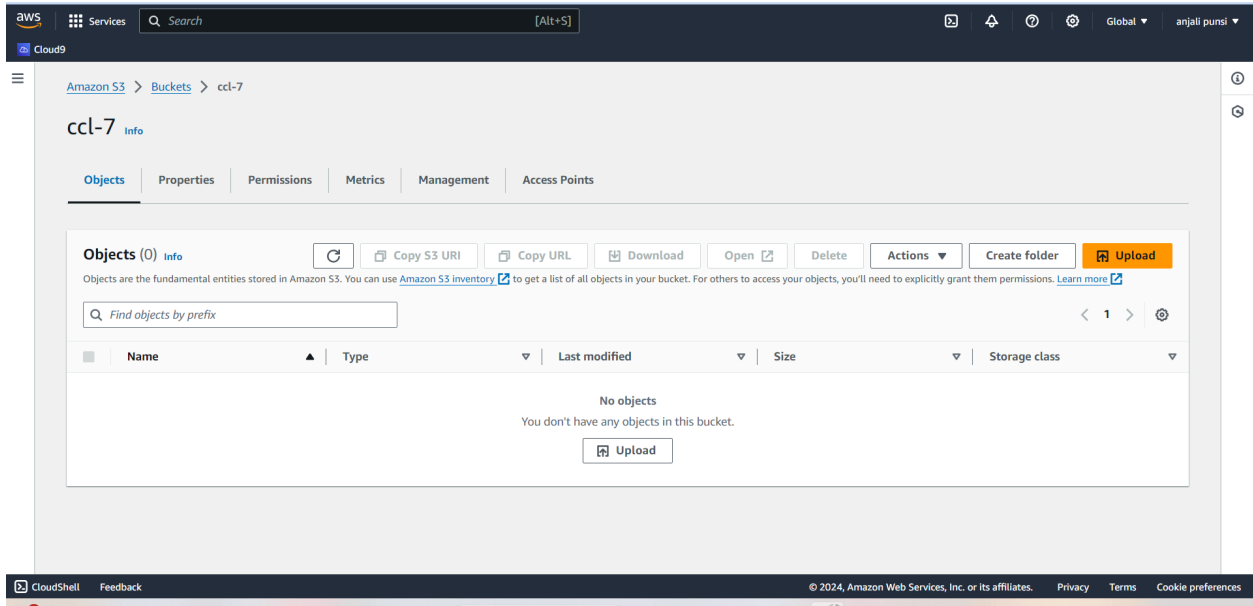 aws Services Search [Alt+S] Global ▼ anjali punsi ▼
Cloud9
Amazon S3 > Buckets > ccl-7
ccl-7 Info
Objects Properties Permissions Metrics Management Access Points
Objects (0) Info Copy S3 URI Copy URL Download Open Delete Actions ▼ Create folder Upload
Objects are the fundamental entities stored in Amazon S3. You can use Amazon S3 inventory to get a list of all objects in your bucket. For others to access your objects, you'll need to explicitly grant them permissions. Learn more
Find objects by prefix < 1 >
Name ▲ Type ▼ Last modified ▼ Size ▼ Storage class ▼
No objects
You don't have any objects in this bucket.
Upload
CloudShell Feedback © 2024, Amazon Web Services, Inc. or its affiliates. Privacy Terms Cookie preferences